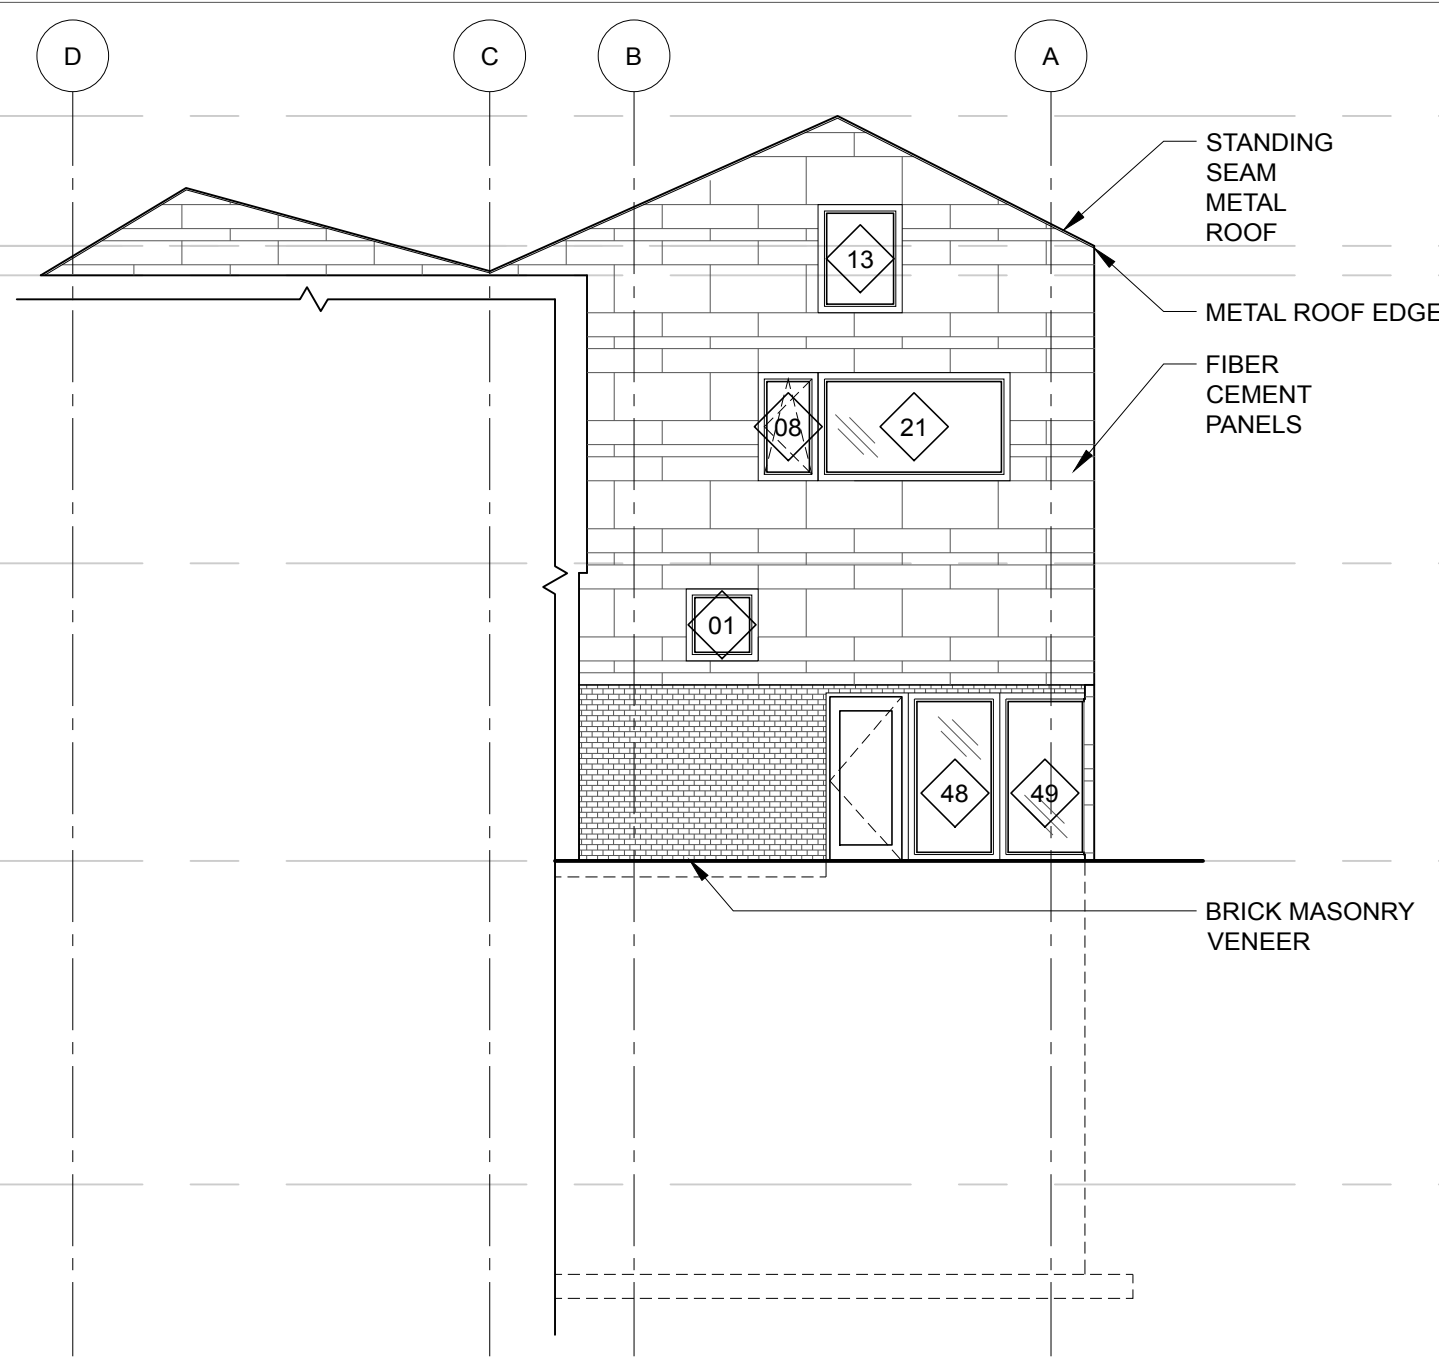 D
C
B
A
STANDING
SEAM
METAL
ROOF
13
METAL ROOF EDGE
FIBER
CEMENT
PANELS
08
21
01
48
49
BRICK MASONRY
VENEER